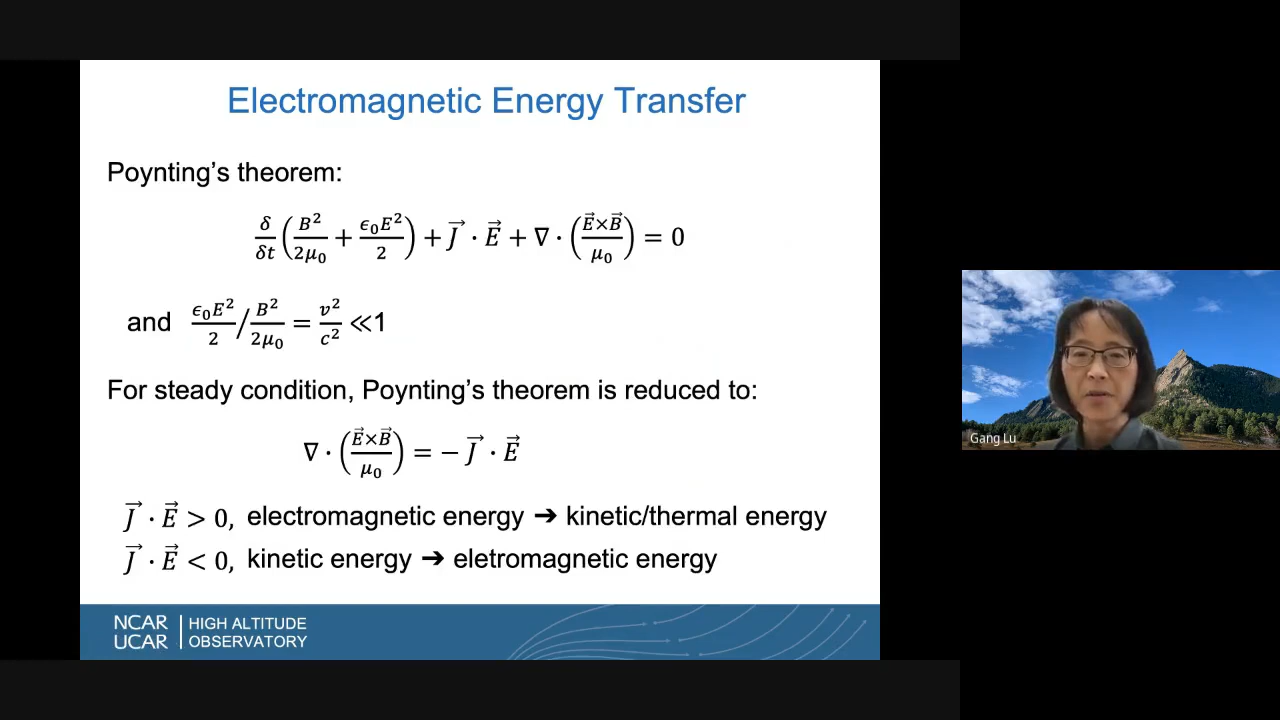 Electromagnetic Energy Transfer
Poynting’s theorem:
δ/δt (B²/2μ₀ + ϵ₀E²/2) + J⃗ · E⃗ + ∇ · (E⃗×B⃗/μ₀) = 0
and ϵ₀E²/2 / B²/2μ₀ = v²/c² ≪1
For steady condition, Poynting’s theorem is reduced to:
∇ · (E⃗×B⃗/μ₀) = − J⃗ · E⃗
J⃗ · E⃗ > 0, electromagnetic energy ➔ kinetic/thermal energy
J⃗ · E⃗ < 0, kinetic energy ➔ eletromagnetic energy
NCAR UCAR | HIGH ALTITUDE OBSERVATORY
Gang Lu